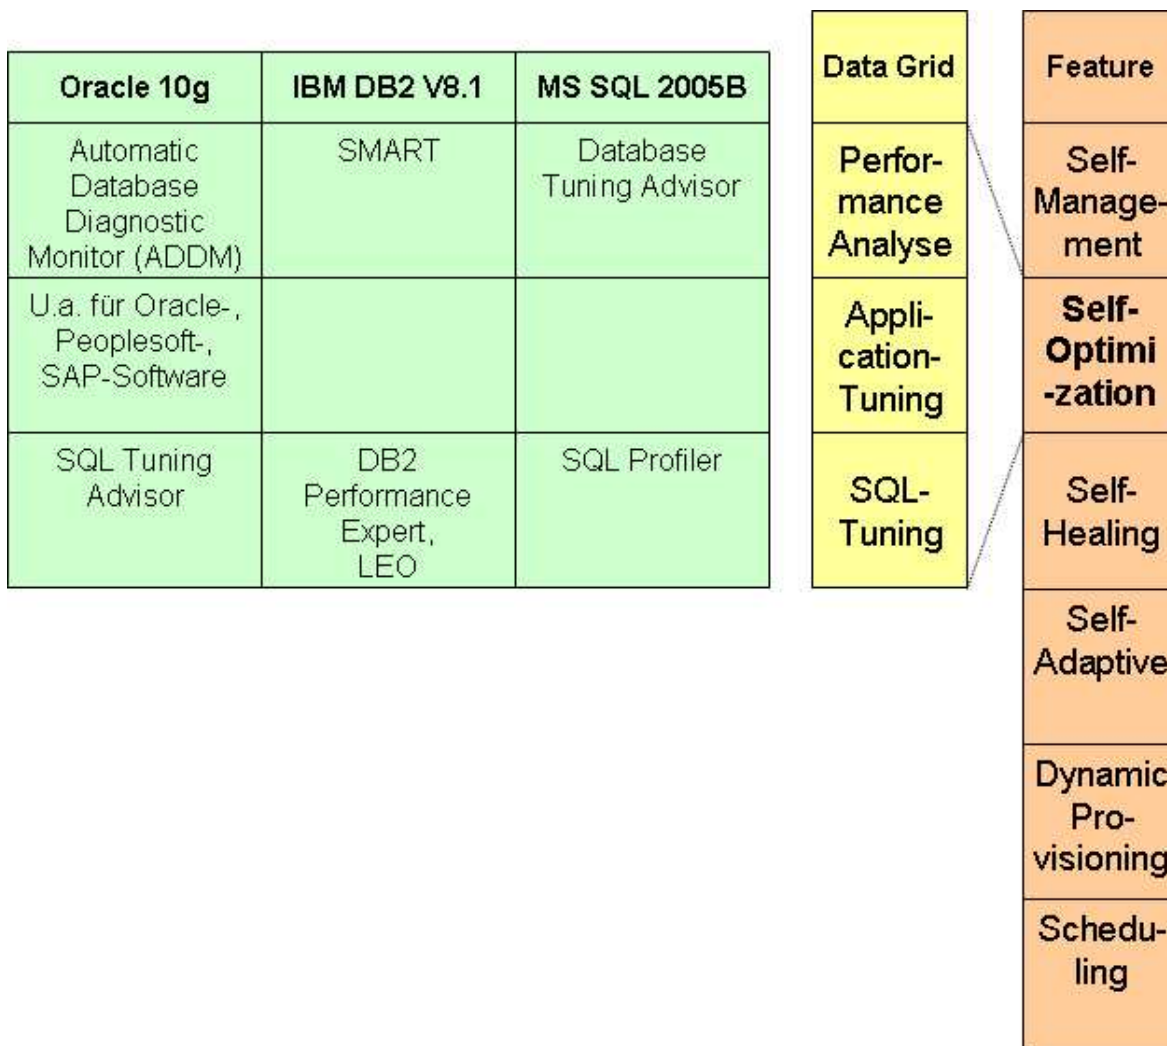 Oracle 10g
IBM DB2 V8.1
MS SQL 2005B
Automatic
Database
Diagnostic
Monitor (ADDM)
SMART
Database
Tuning Advisor
U.a. für Oracle-,
Peoplesoft-,
SAP-Software
SQL Tuning
Advisor
DB2
Performance
Expert,
LEO
SQL Profiler
Data Grid
Perfor-
mance
Analyse
Appli-
cation-
Tuning
SQL-
Tuning
Feature
Self-
Manage-
ment
Self-
Optimi
-zation
Self-
Healing
Self-
Adaptive
Dynamic
Pro-
visioning
Schedu-
ling